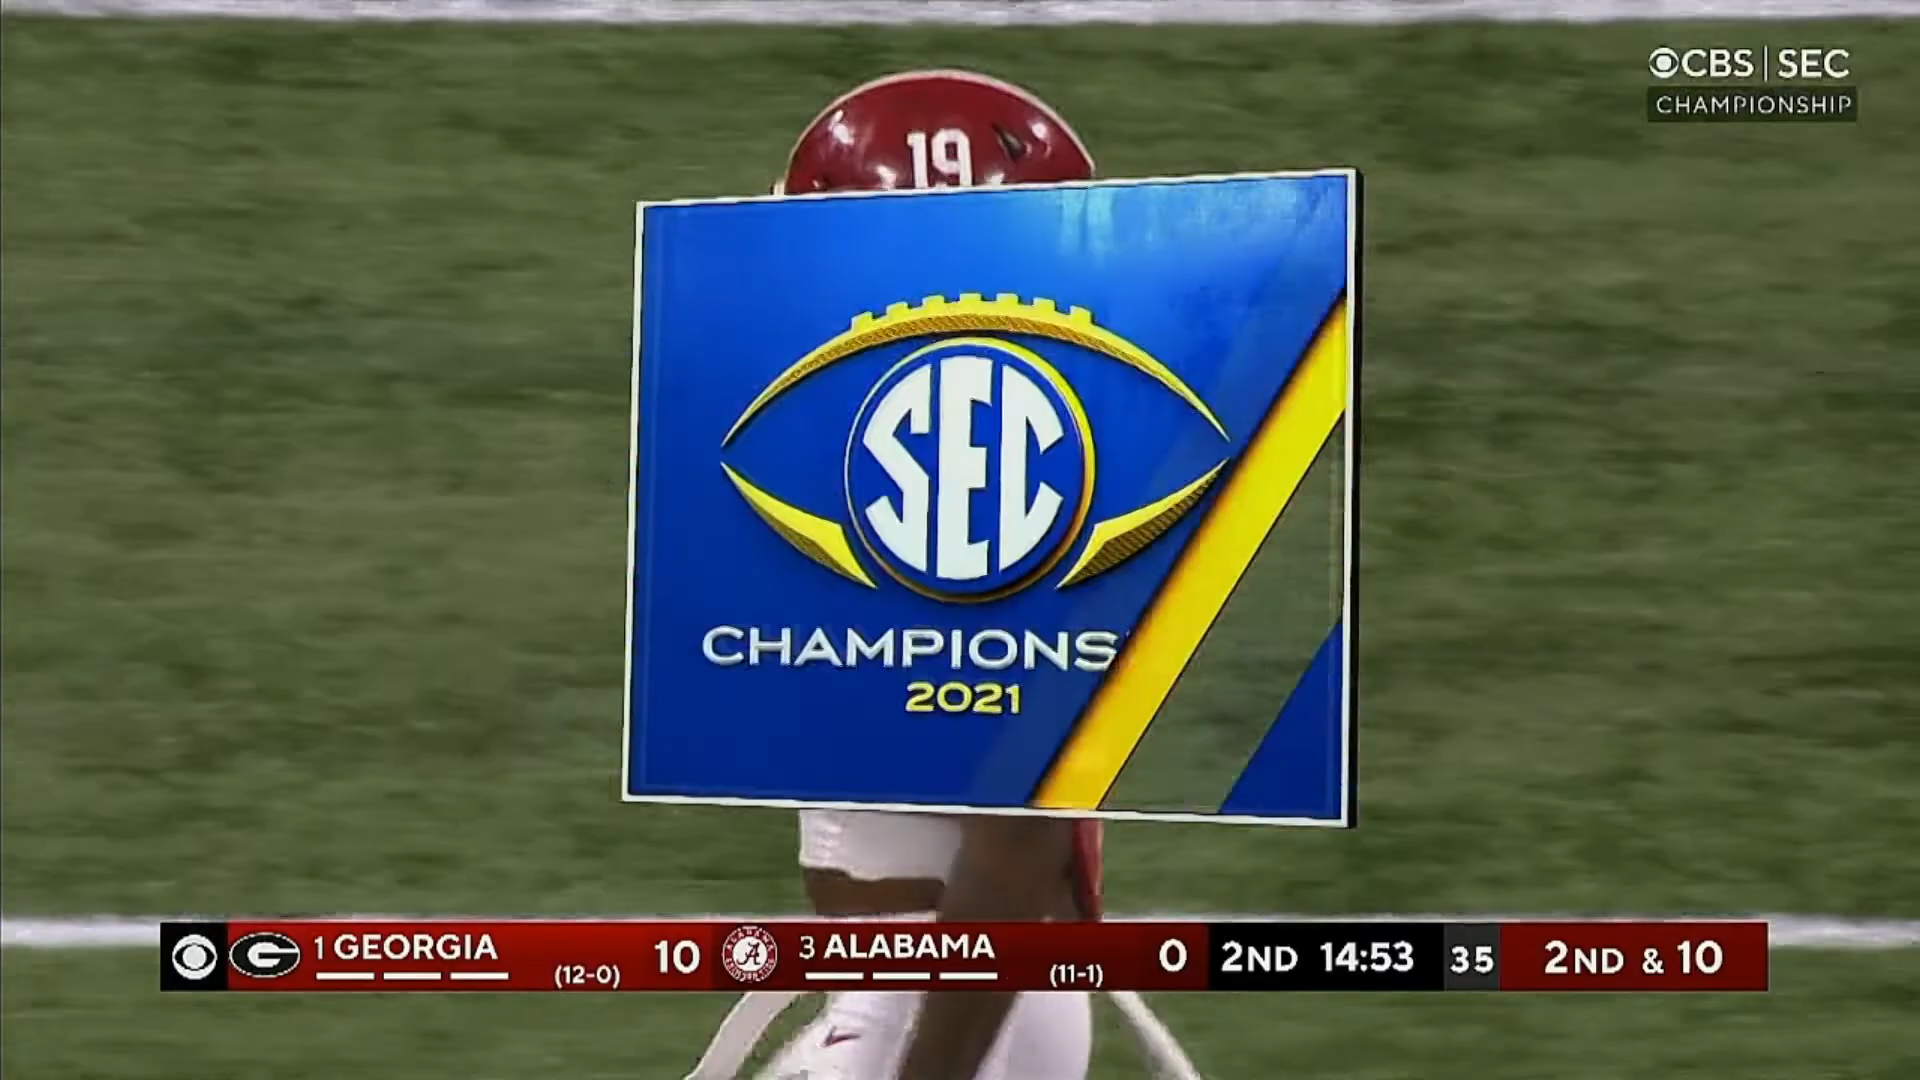 CBS | SEC
CHAMPIONSHIP
19
SEC
CHAMPIONS
2021
G 1 GEORGIA (12-0) 10 A 3 ALABAMA (11-1) 0 2ND 14:53 35 2ND & 10